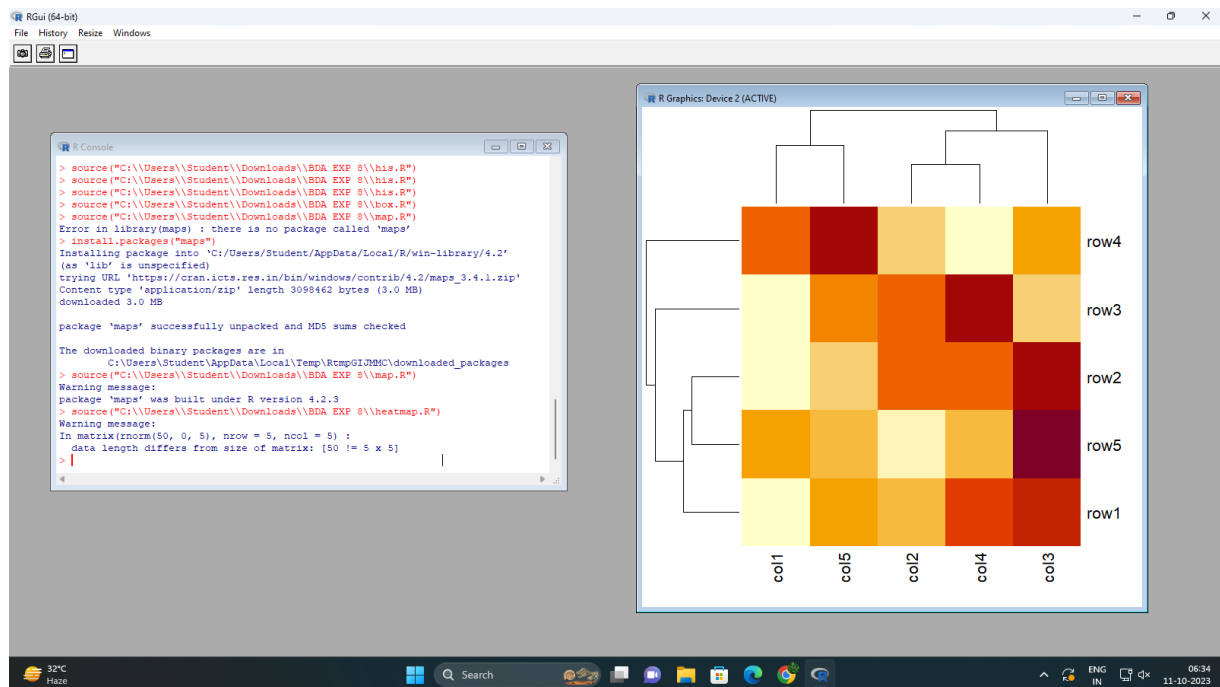 RGui (64-bit)
File History Resize Windows
R Console
> source("C:\\Users\\Student\\Downloads\\BDA EXP 8\\his.R")
> source("C:\\Users\\Student\\Downloads\\BDA EXP 8\\his.R")
> source("C:\\Users\\Student\\Downloads\\BDA EXP 8\\his.R")
> source("C:\\Users\\Student\\Downloads\\BDA EXP 8\\box.R")
> source("C:\\Users\\Student\\Downloads\\BDA EXP 8\\map.R")
Error in library(maps) : there is no package called ‘maps’
> install.packages("maps")
Installing package into ‘C:/Users/Student/AppData/Local/R/win-library/4.2’
(as ‘lib’ is unspecified)
trying URL 'https://cran.icts.res.in/bin/windows/contrib/4.2/maps_3.4.1.zip'
Content type 'application/zip' length 3098462 bytes (3.0 MB)
downloaded 3.0 MB
package ‘maps’ successfully unpacked and MD5 sums checked
The downloaded binary packages are in
C:\Users\Student\AppData\Local\Temp\RtmpGIJMMC\downloaded_packages
> source("C:\\Users\\Student\\Downloads\\BDA EXP 8\\map.R")
Warning message:
package ‘maps’ was built under R version 4.2.3
> source("C:\\Users\\Student\\Downloads\\BDA EXP 8\\heatmap.R")
Warning message:
In matrix(rnorm(50, 0, 5), nrow = 5, ncol = 5) :
data length differs from size of matrix: [50 != 5 x 5]
>
R Graphics: Device 2 (ACTIVE)
row4
row3
row2
row5
row1
col1
col5
col2
col4
col3
32°C
Haze
Search
ENG
IN
06:34
11-10-2023